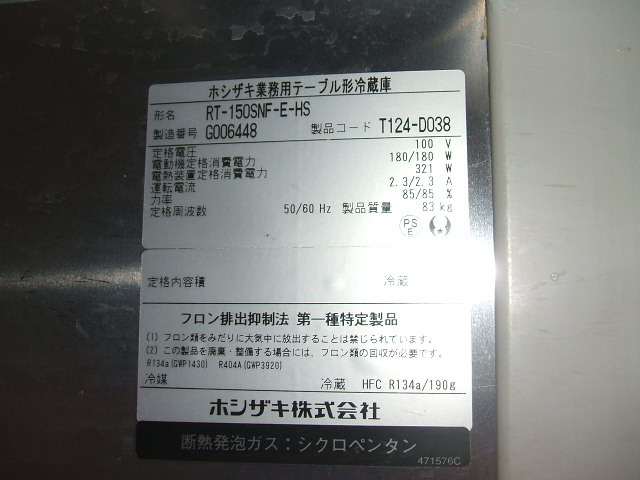 ホシザキ業務用テーブル形冷蔵庫
形名 RT-150SNF-E-HS
製造番号 G006448 製品コード T124-D038
定格電圧 100 V
電動機定格消費電力 180/180 W
電熱装置定格消費電力 321 W
運転電流 2.3/2.3 A
力率 85/85 %
定格周波数 50/60 Hz 製品質量 83 kg
PS
E
定格内容積 冷蔵
フロン排出抑制法 第一種特定製品
(1) フロン類をみだりに大気中に放出することは禁じられています。
(2) この製品を廃棄・整備する場合には、フロン類の回収が必要です。
R134a(GWP1430) R404A(GWP3920)
冷媒 冷蔵 HFC R134a/190g
ホシザキ株式会社
断熱発泡ガス：シクロペンタン
471576C